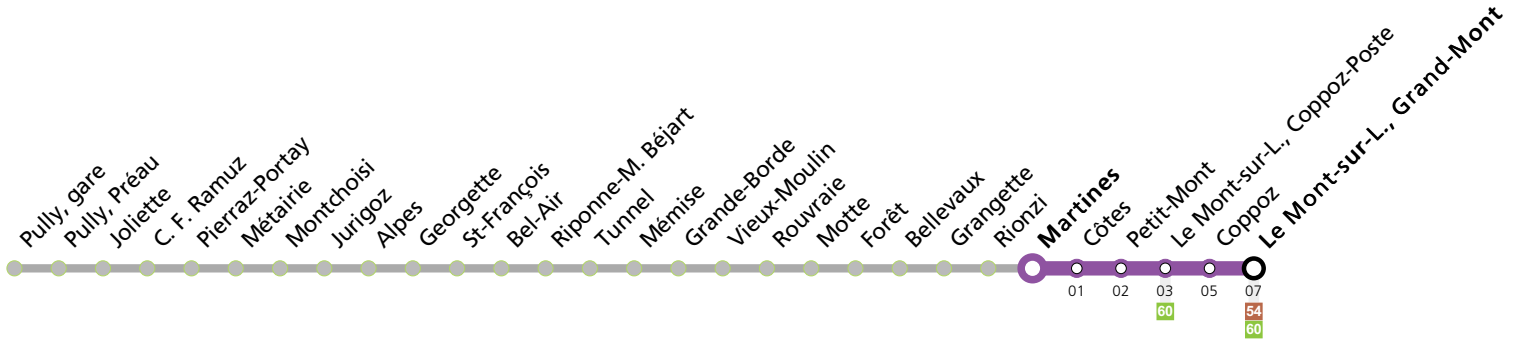 Pully, gare
Pully, Préau
Joliette
C. F. Ramuz
Pierraz-Portay
Métairie
Montchoisi
Jurigoz
Alpes
Georgette
St-François
Bel-Air
Riponne-M. Béjart
Tunnel
Mémise
Grande-Borde
Vieux-Moulin
Rouvraie
Motte
Forêt
Bellevaux
Grangette
Rionzi
Martines
Côtes
Petit-Mont
Le Mont-sur-L., Coppoz-Poste
Coppoz
Le Mont-sur-L., Grand-Mont
01 02 03 05 07
60 54
60